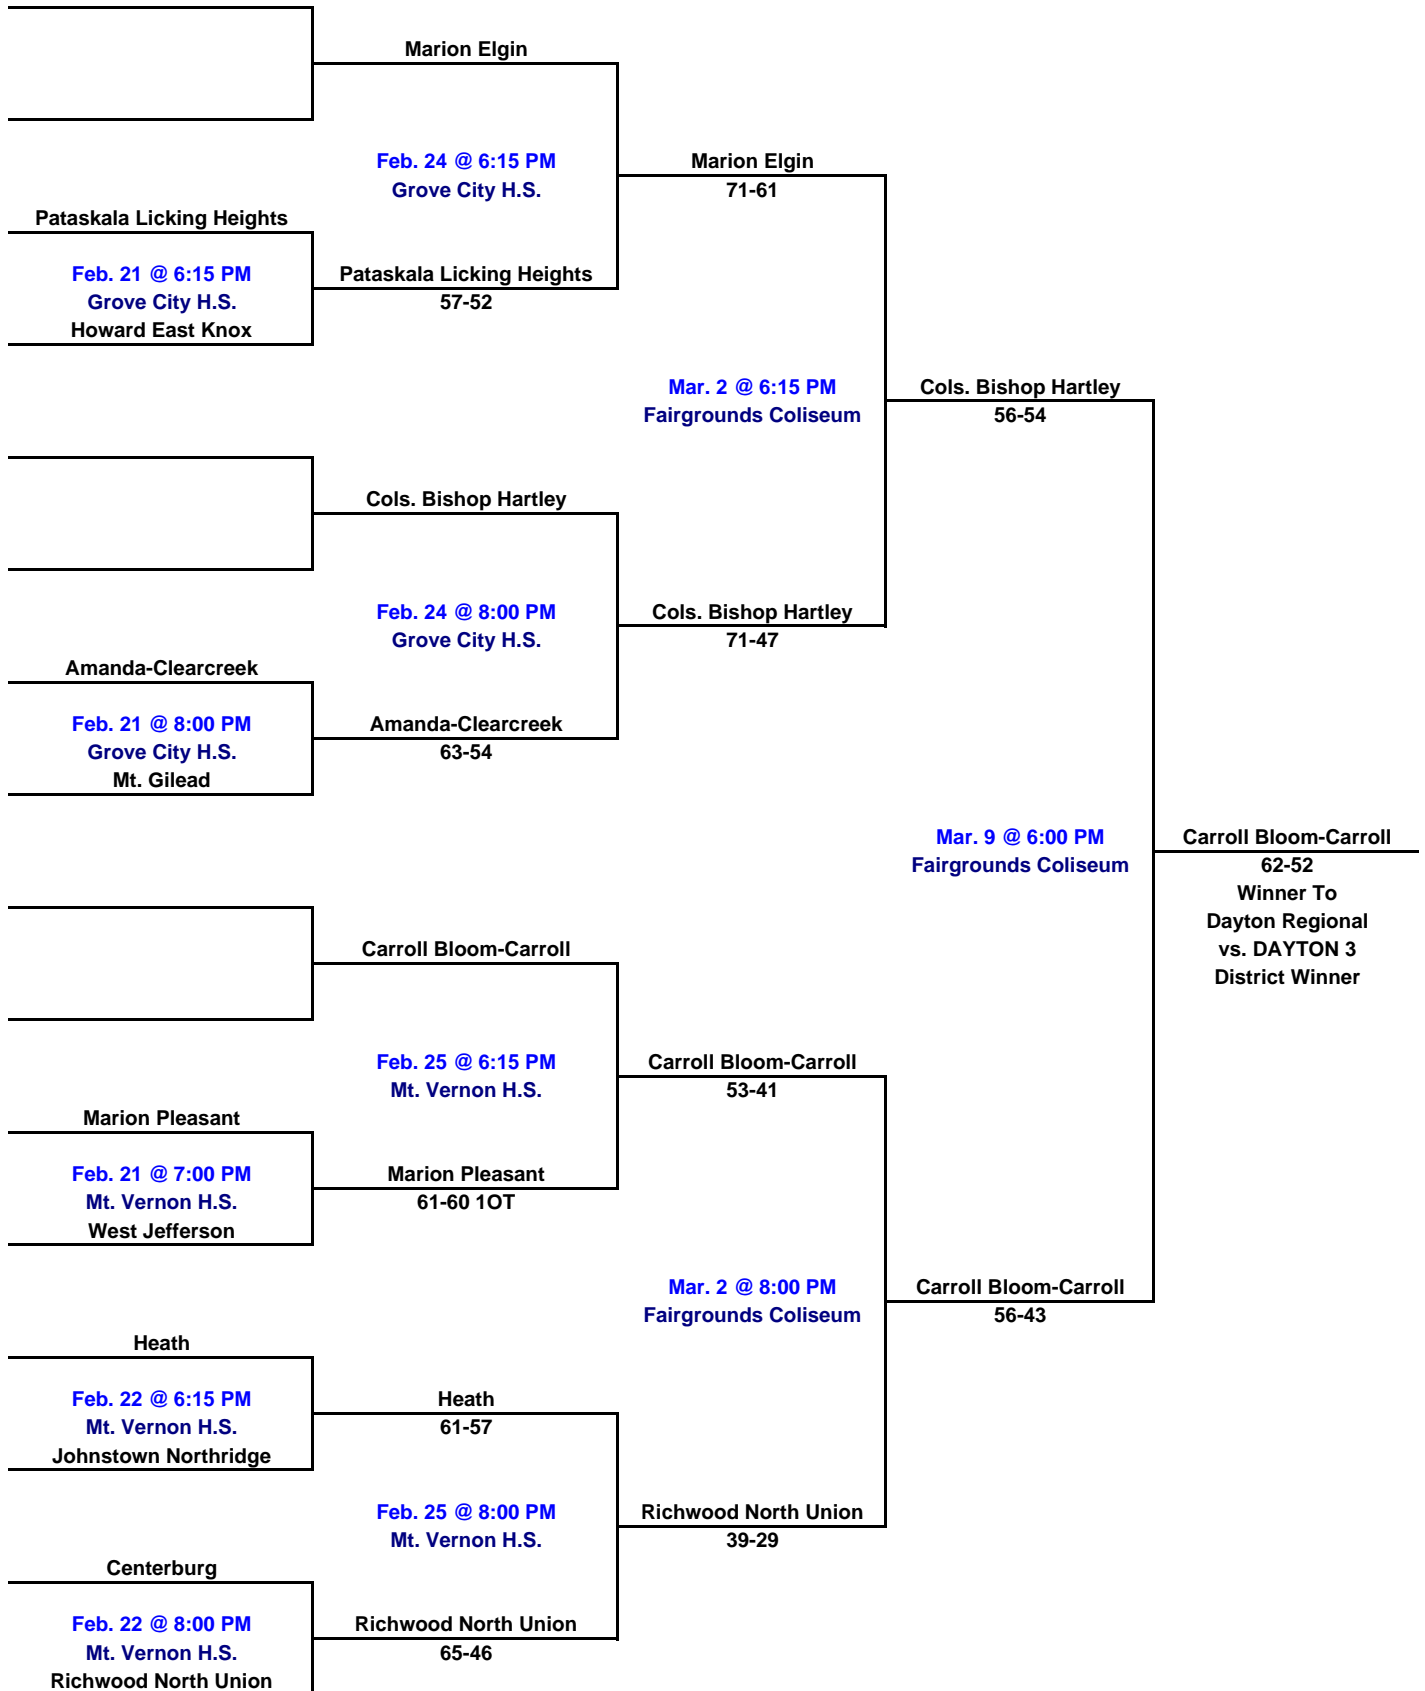 Marion Elgin
Feb. 24 @ 6:15 PM
Grove City H.S.
Marion Elgin
71-61
Pataskala Licking Heights
Feb. 21 @ 6:15 PM
Grove City H.S.
Howard East Knox
Pataskala Licking Heights
57-52
Mar. 2 @ 6:15 PM
Fairgrounds Coliseum
Cols. Bishop Hartley
56-54
Cols. Bishop Hartley
Feb. 24 @ 8:00 PM
Grove City H.S.
Cols. Bishop Hartley
71-47
Amanda-Clearcreek
Feb. 21 @ 8:00 PM
Grove City H.S.
Mt. Gilead
Amanda-Clearcreek
63-54
Mar. 9 @ 6:00 PM
Fairgrounds Coliseum
Carroll Bloom-Carroll
62-52
Winner To
Dayton Regional
vs. DAYTON 3
District Winner
Carroll Bloom-Carroll
Feb. 25 @ 6:15 PM
Mt. Vernon H.S.
Carroll Bloom-Carroll
53-41
Marion Pleasant
Feb. 21 @ 7:00 PM
Mt. Vernon H.S.
West Jefferson
Marion Pleasant
61-60 1OT
Mar. 2 @ 8:00 PM
Fairgrounds Coliseum
Carroll Bloom-Carroll
56-43
Heath
Feb. 22 @ 6:15 PM
Mt. Vernon H.S.
Johnstown Northridge
Heath
61-57
Feb. 25 @ 8:00 PM
Mt. Vernon H.S.
Richwood North Union
39-29
Centerburg
Feb. 22 @ 8:00 PM
Mt. Vernon H.S.
Richwood North Union
Richwood North Union
65-46